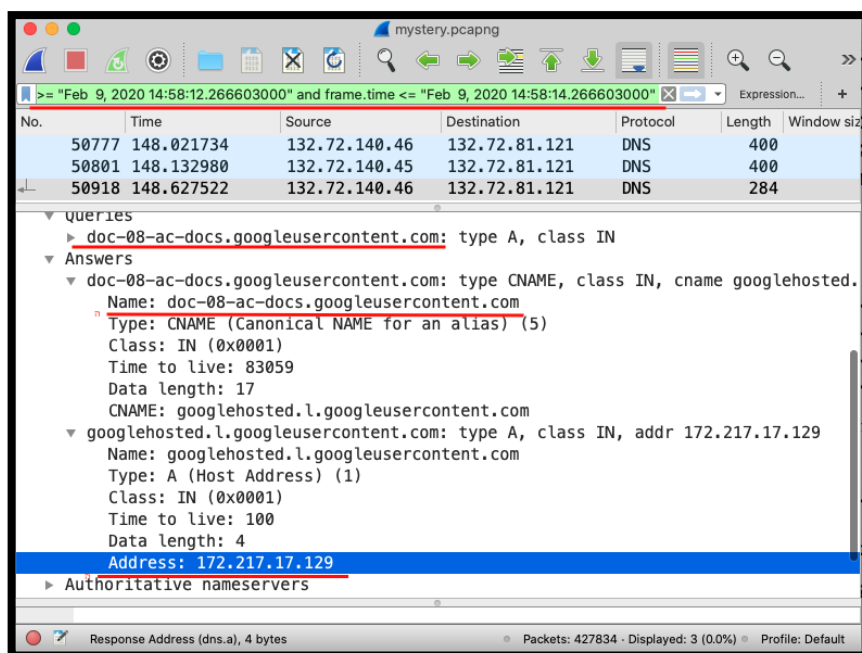 mystery.pcapng
>= "Feb 9, 2020 14:58:12.266603000" and frame.time <= "Feb 9, 2020 14:58:14.266603000" Expression... +
No. Time Source Destination Protocol Length Window siz
50777 148.021734 132.72.140.46 132.72.81.121 DNS 400
50801 148.132980 132.72.140.45 132.72.81.121 DNS 400
50918 148.627522 132.72.140.46 132.72.81.121 DNS 284
Queries
doc-08-ac-docs.googleusercontent.com: type A, class IN
Answers
doc-08-ac-docs.googleusercontent.com: type CNAME, class IN, cname googlehosted.
Name: doc-08-ac-docs.googleusercontent.com
Type: CNAME (Canonical NAME for an alias) (5)
Class: IN (0x0001)
Time to live: 83059
Data length: 17
CNAME: googlehosted.l.googleusercontent.com
googlehosted.l.googleusercontent.com: type A, class IN, addr 172.217.17.129
Name: googlehosted.l.googleusercontent.com
Type: A (Host Address) (1)
Class: IN (0x0001)
Time to live: 100
Data length: 4
Address: 172.217.17.129
Authoritative nameservers
Response Address (dns.a), 4 bytes Packets: 427834 · Displayed: 3 (0.0%) Profile: Default